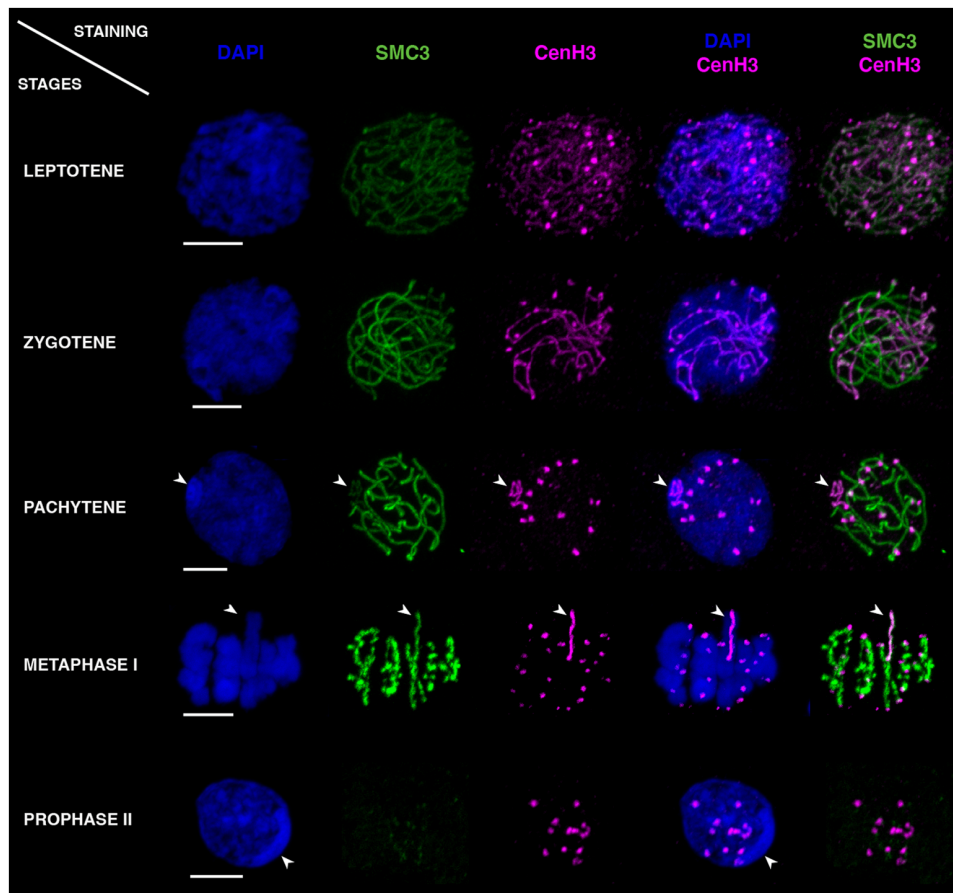 STAINING
STAGES
DAPI
SMC3
CenH3
DAPI
CenH3
SMC3
CenH3
LEPTOTENE
ZYGOTENE
PACHYTENE
METAPHASE I
PROPHASE II